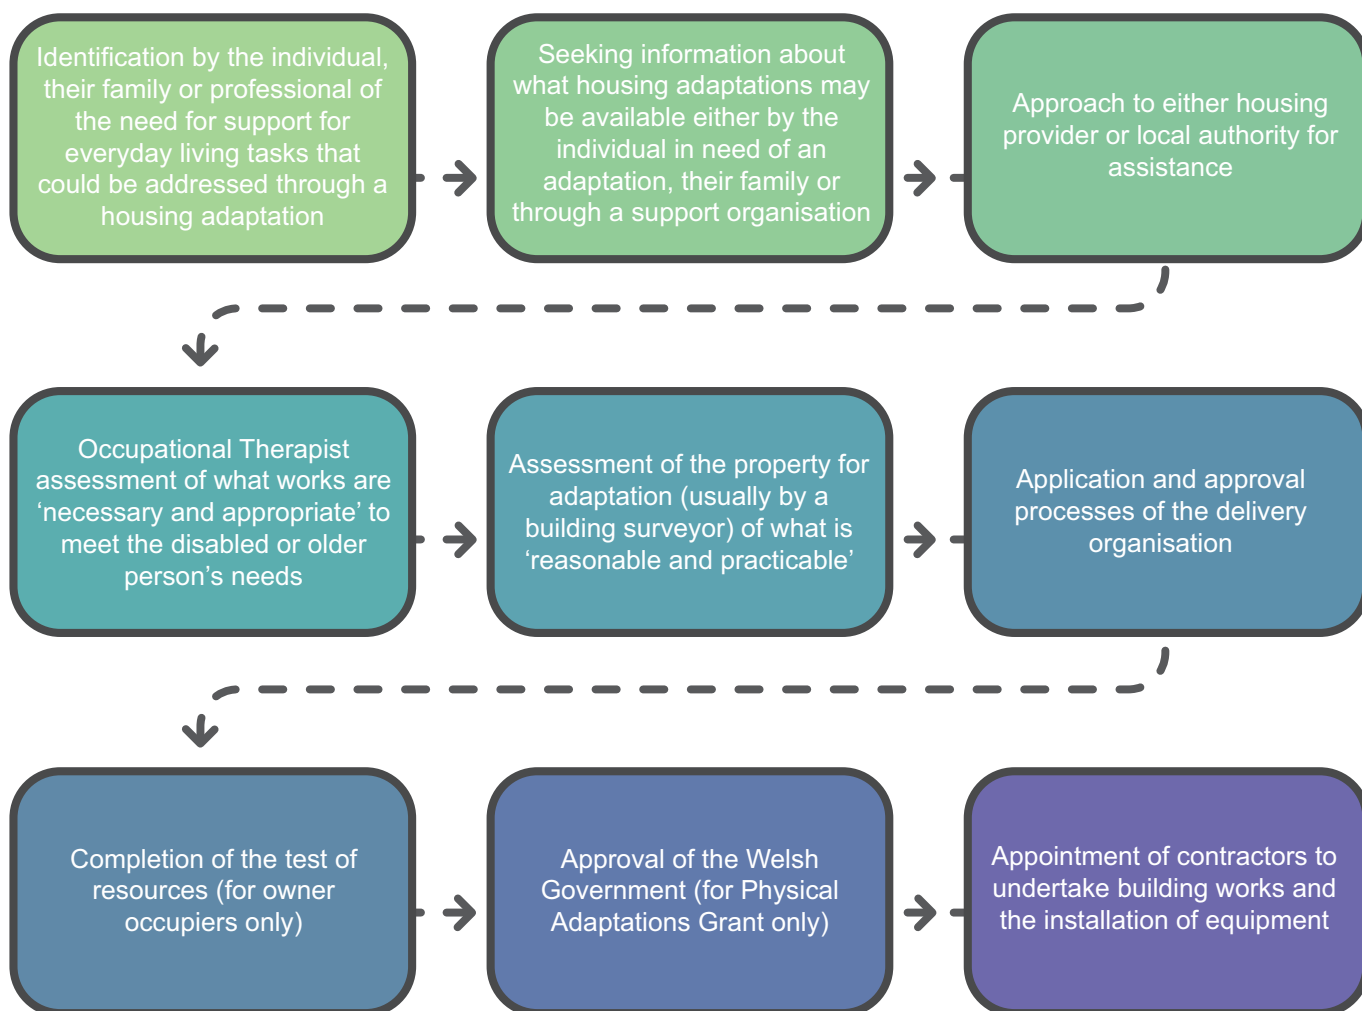 Identification by the individual,
their family or professional of
the need for support for
everyday living tasks that
could be addressed through a
housing adaptation
Seeking information about
what housing adaptations may
be available either by the
individual in need of an
adaptation, their family or
through a support organisation
Approach to either housing
provider or local authority for
assistance
Occupational Therapist
assessment of what works are
‘necessary and appropriate’ to
meet the disabled or older
person’s needs
Assessment of the property for
adaptation (usually by a
building surveyor) of what is
‘reasonable and practicable’
Application and approval
processes of the delivery
organisation
Completion of the test of
resources (for owner
occupiers only)
Approval of the Welsh
Government (for Physical
Adaptations Grant only)
Appointment of contractors to
undertake building works and
the installation of equipment